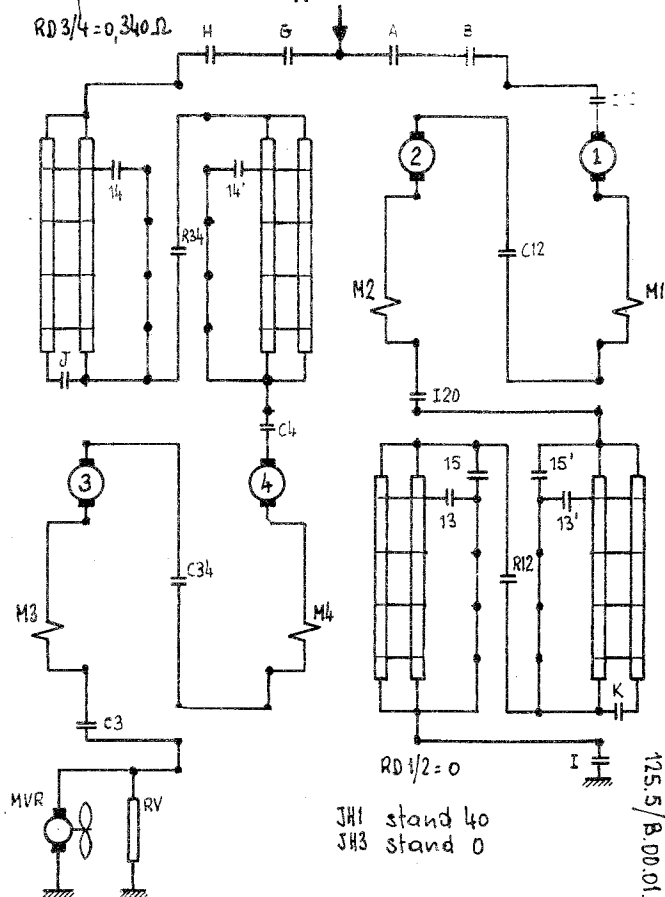 RD 3/4 = 0,340 Ω
H
G
A
B
14
14'
R34
J
2
1
C12
M2
M1
I20
C4
3
4
C34
M3
M4
C3
MVR
RV
15
15'
13
13'
R12
K
I
RD 1/2 = 0
JH1 stand 40
JH3 stand 0
125.5/B.00.01.